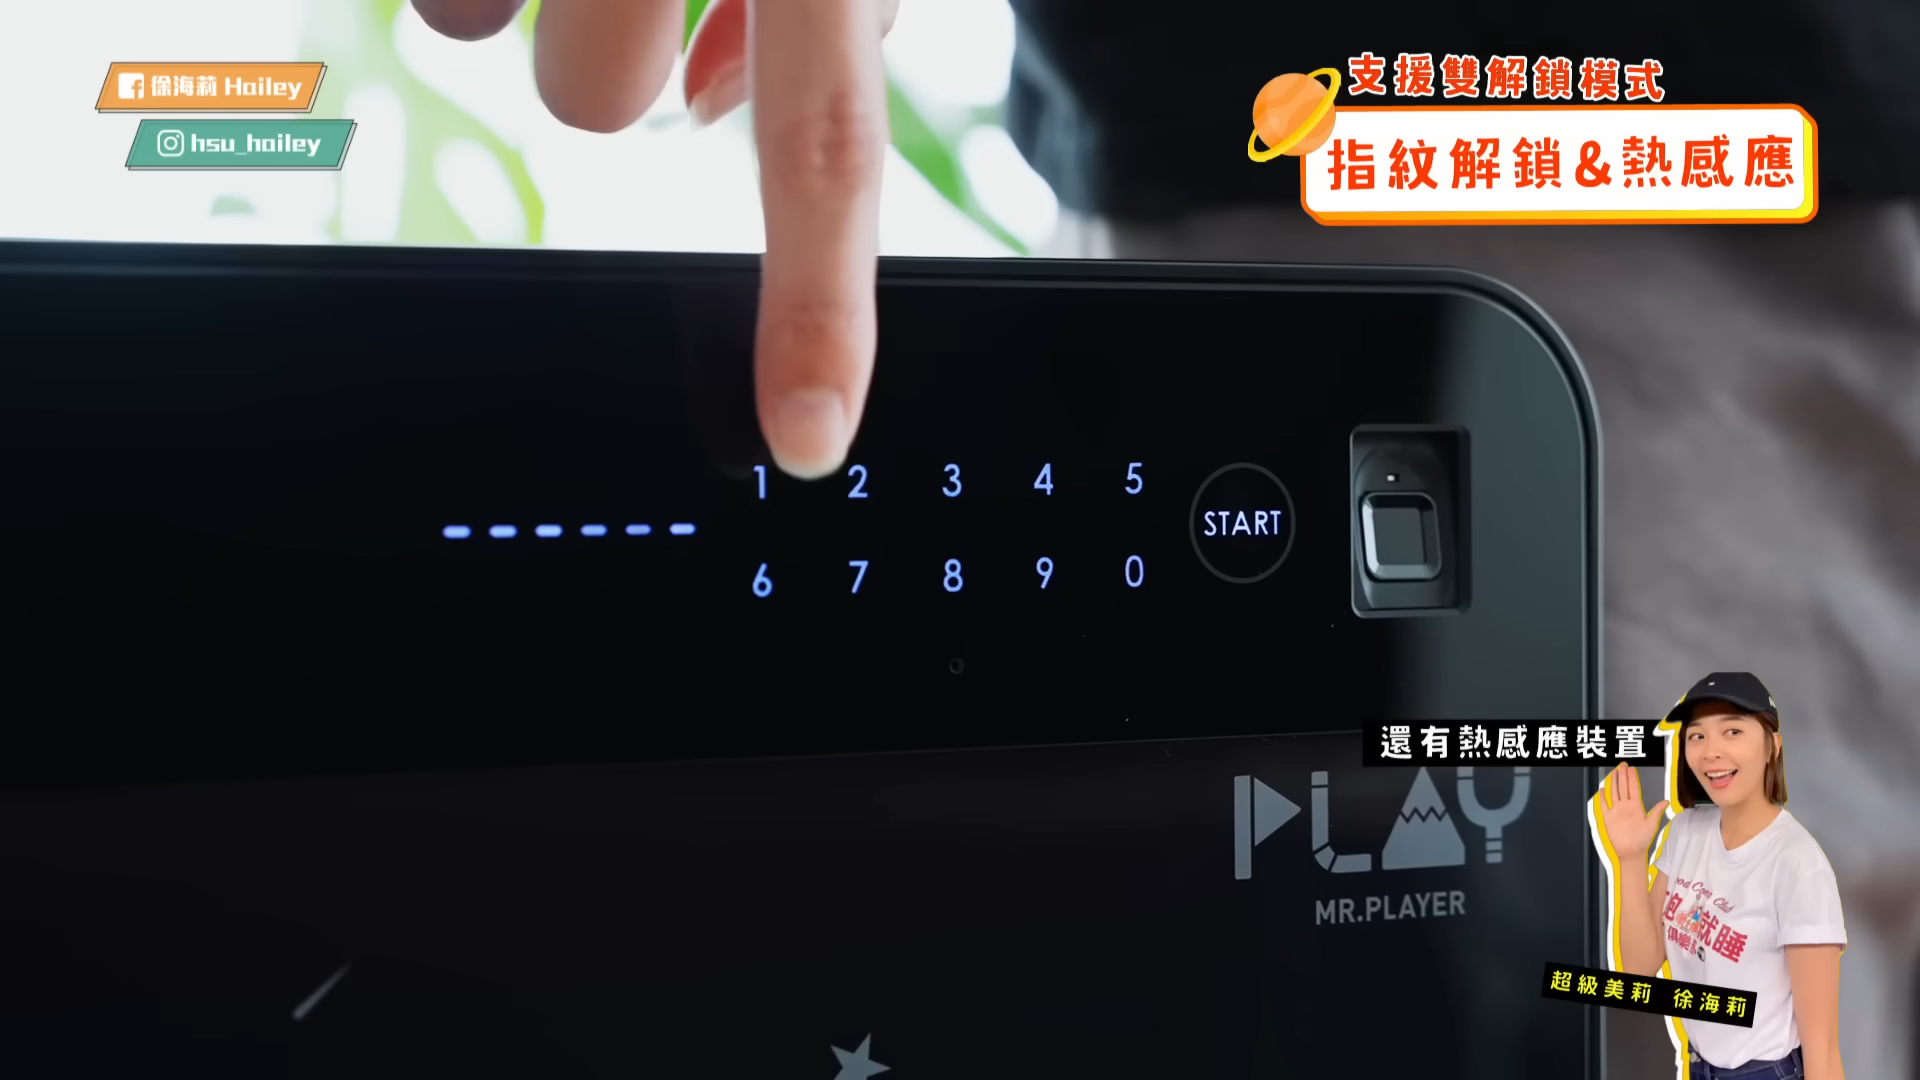 徐海莉 Hailey
hsu_hailey
支援雙解鎖模式
指紋解鎖&熱感應
1 2 3 4 5
START
6 7 8 9 0
還有熱感應裝置
PLAY
MR.PLAYER
就睡
超級美莉 徐海莉